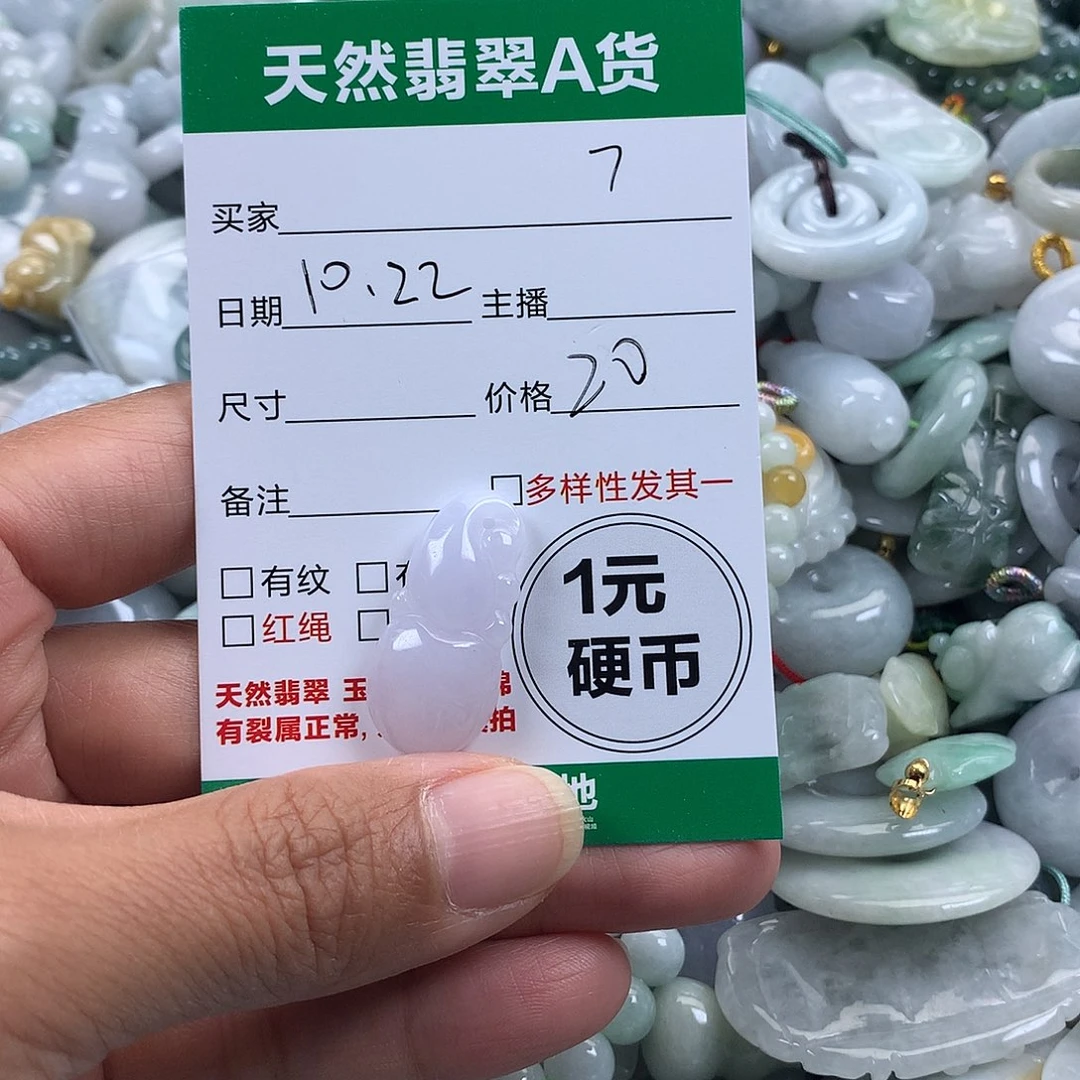 天然翡翠A货
买家 7
日期 10.22 主播
尺寸 价格 20
备注 多样性发其一
有纹
红绳
天然翡翠 玉 棉
有裂属正常, 拍
1元
硬币
地